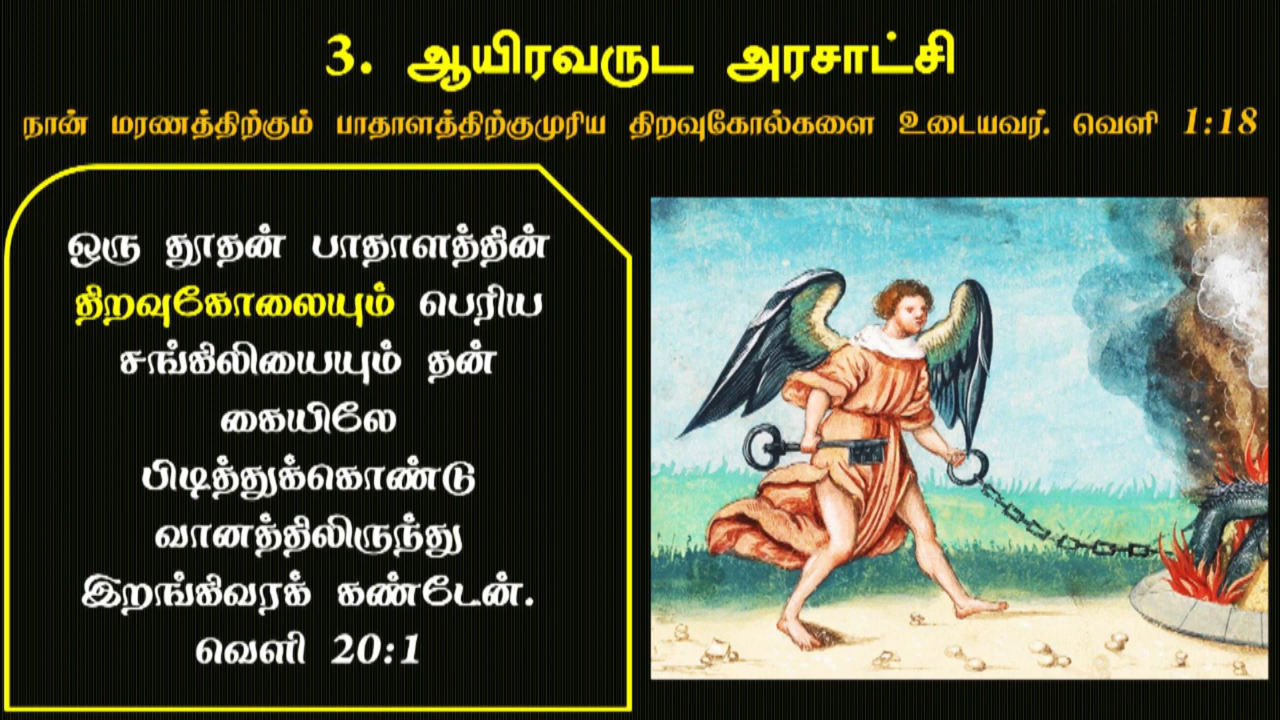 3. ஆயிரவருட அரசாட்சி
நான் மரணத்திற்கும் பாதாளத்திற்குமுரிய திறவுகோல்களை உடையவர். வெளி 1:18
ஒரு தூதன் பாதாளத்தின்
திறவுகோலையும் பெரிய
சங்கிலியையும் தன்
கையிலே
பிடித்துக்கொண்டு
வானத்திலிருந்து
இறங்கிவரக் கண்டேன்.
வெளி 20:1